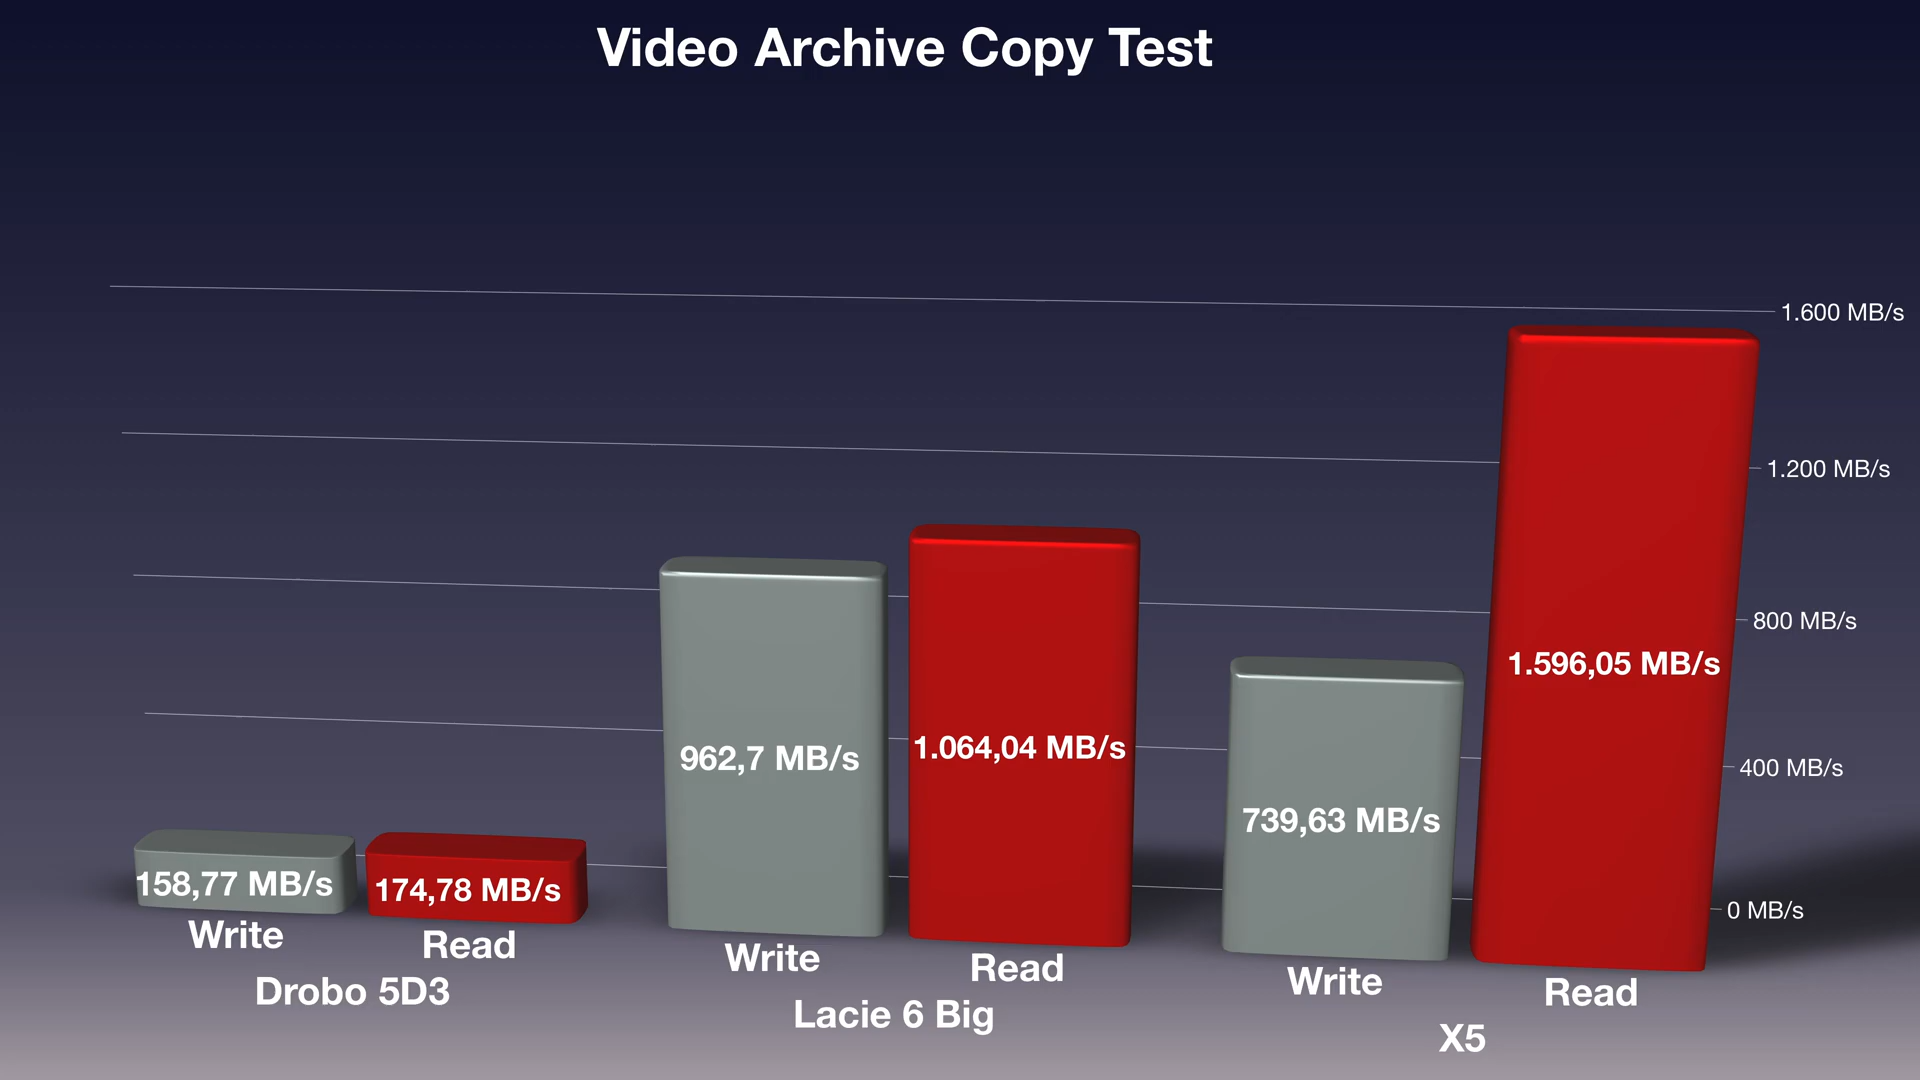 Video Archive Copy Test
1.600 MB/s
1.200 MB/s
800 MB/s
400 MB/s
0 MB/s
158,77 MB/s
174,78 MB/s
962,7 MB/s
1.064,04 MB/s
739,63 MB/s
1.596,05 MB/s
Write
Read
Drobo 5D3
Write
Read
Lacie 6 Big
Write
Read
X5